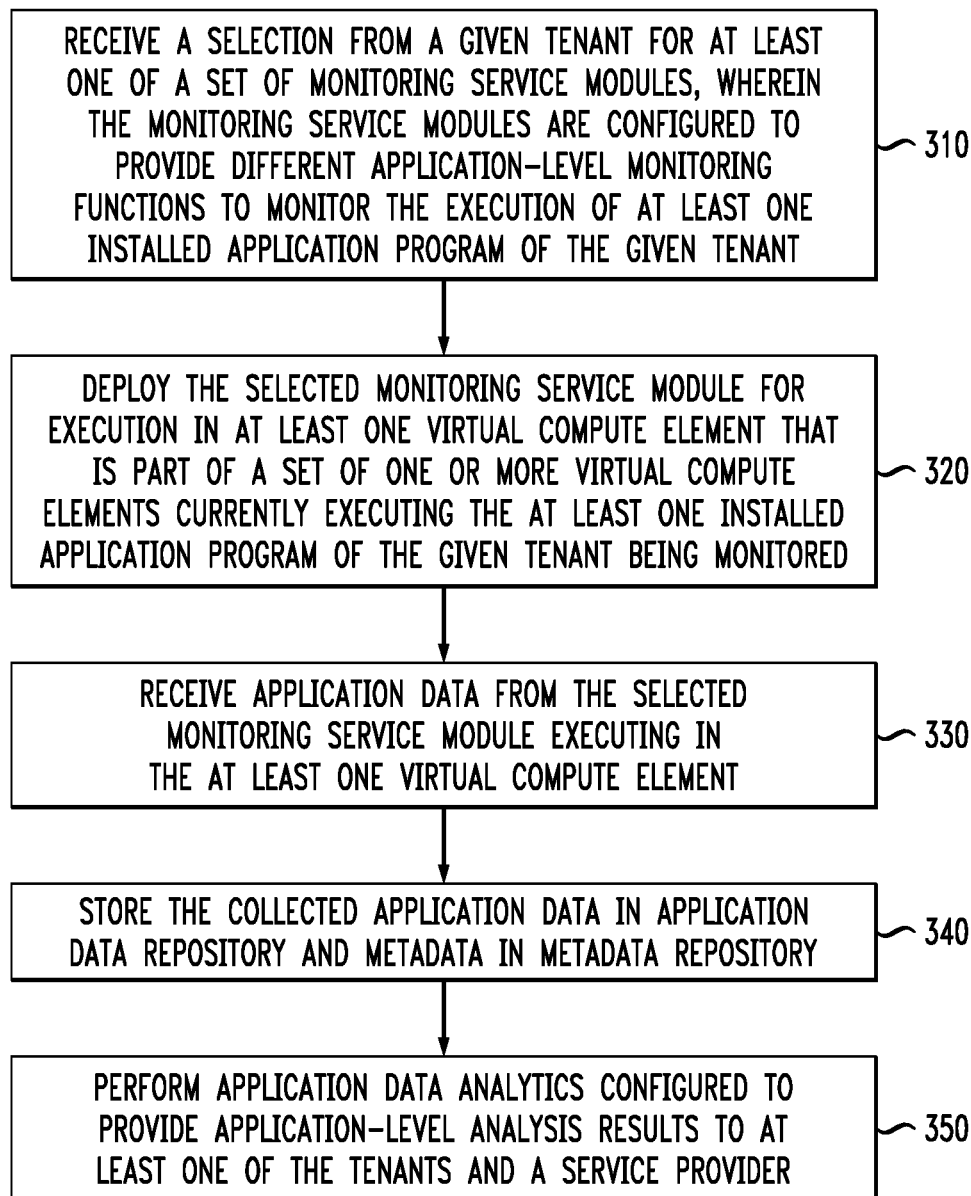 RECEIVE A SELECTION FROM A GIVEN TENANT FOR AT LEAST
ONE OF A SET OF MONITORING SERVICE MODULES, WHEREIN
THE MONITORING SERVICE MODULES ARE CONFIGURED TO
PROVIDE DIFFERENT APPLICATION-LEVEL MONITORING
FUNCTIONS TO MONITOR THE EXECUTION OF AT LEAST ONE
INSTALLED APPLICATION PROGRAM OF THE GIVEN TENANT
310
DEPLOY THE SELECTED MONITORING SERVICE MODULE FOR
EXECUTION IN AT LEAST ONE VIRTUAL COMPUTE ELEMENT THAT
IS PART OF A SET OF ONE OR MORE VIRTUAL COMPUTE
ELEMENTS CURRENTLY EXECUTING THE AT LEAST ONE INSTALLED
APPLICATION PROGRAM OF THE GIVEN TENANT BEING MONITORED
320
RECEIVE APPLICATION DATA FROM THE SELECTED
MONITORING SERVICE MODULE EXECUTING IN
THE AT LEAST ONE VIRTUAL COMPUTE ELEMENT
330
STORE THE COLLECTED APPLICATION DATA IN APPLICATION
DATA REPOSITORY AND METADATA IN METADATA REPOSITORY
340
PERFORM APPLICATION DATA ANALYTICS CONFIGURED TO
PROVIDE APPLICATION-LEVEL ANALYSIS RESULTS TO AT
LEAST ONE OF THE TENANTS AND A SERVICE PROVIDER
350